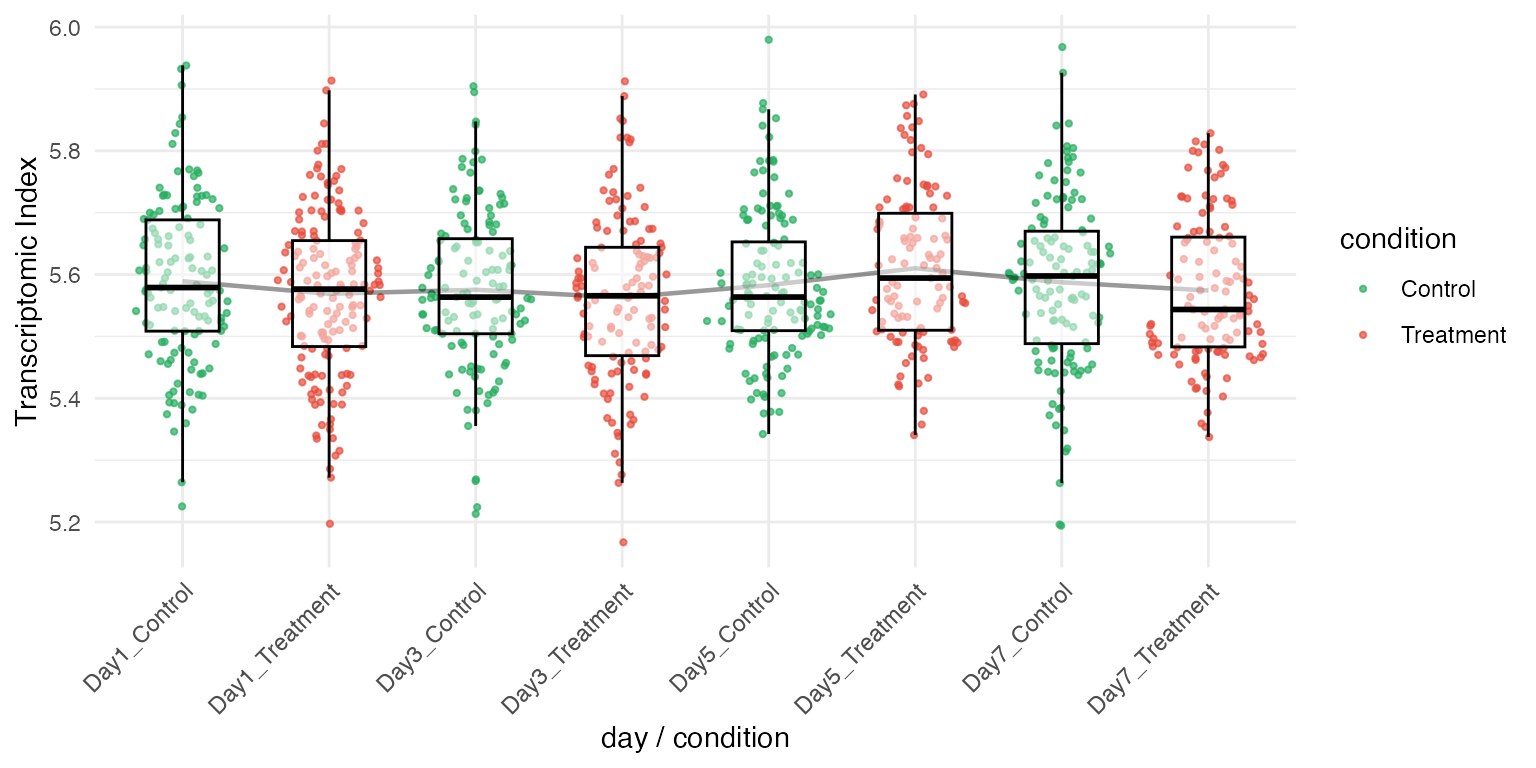 6.0
5.8
5.6
5.4
5.2
Transcriptomic Index
Day1_Control
Day1_Treatment
Day3_Control
Day3_Treatment
Day5_Control
Day5_Treatment
Day7_Control
Day7_Treatment
day / condition
condition
Control
Treatment